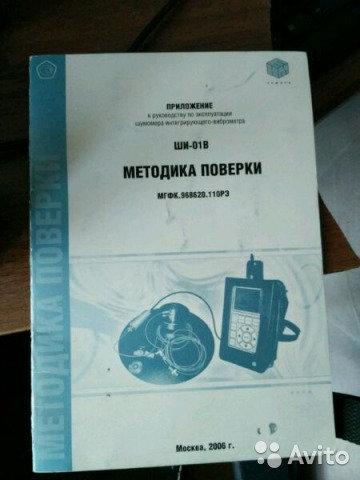 ПРИЛОЖЕНИЕ
к руководству по эксплуатации
шумомера интегрирующего-виброметра
ШИ-01В
МЕТОДИКА ПОВЕРКИ
МГФК.968620.110РЭ
МЕТОДИКА ПОВЕРКИ
Москва, 2006 г.
Avito